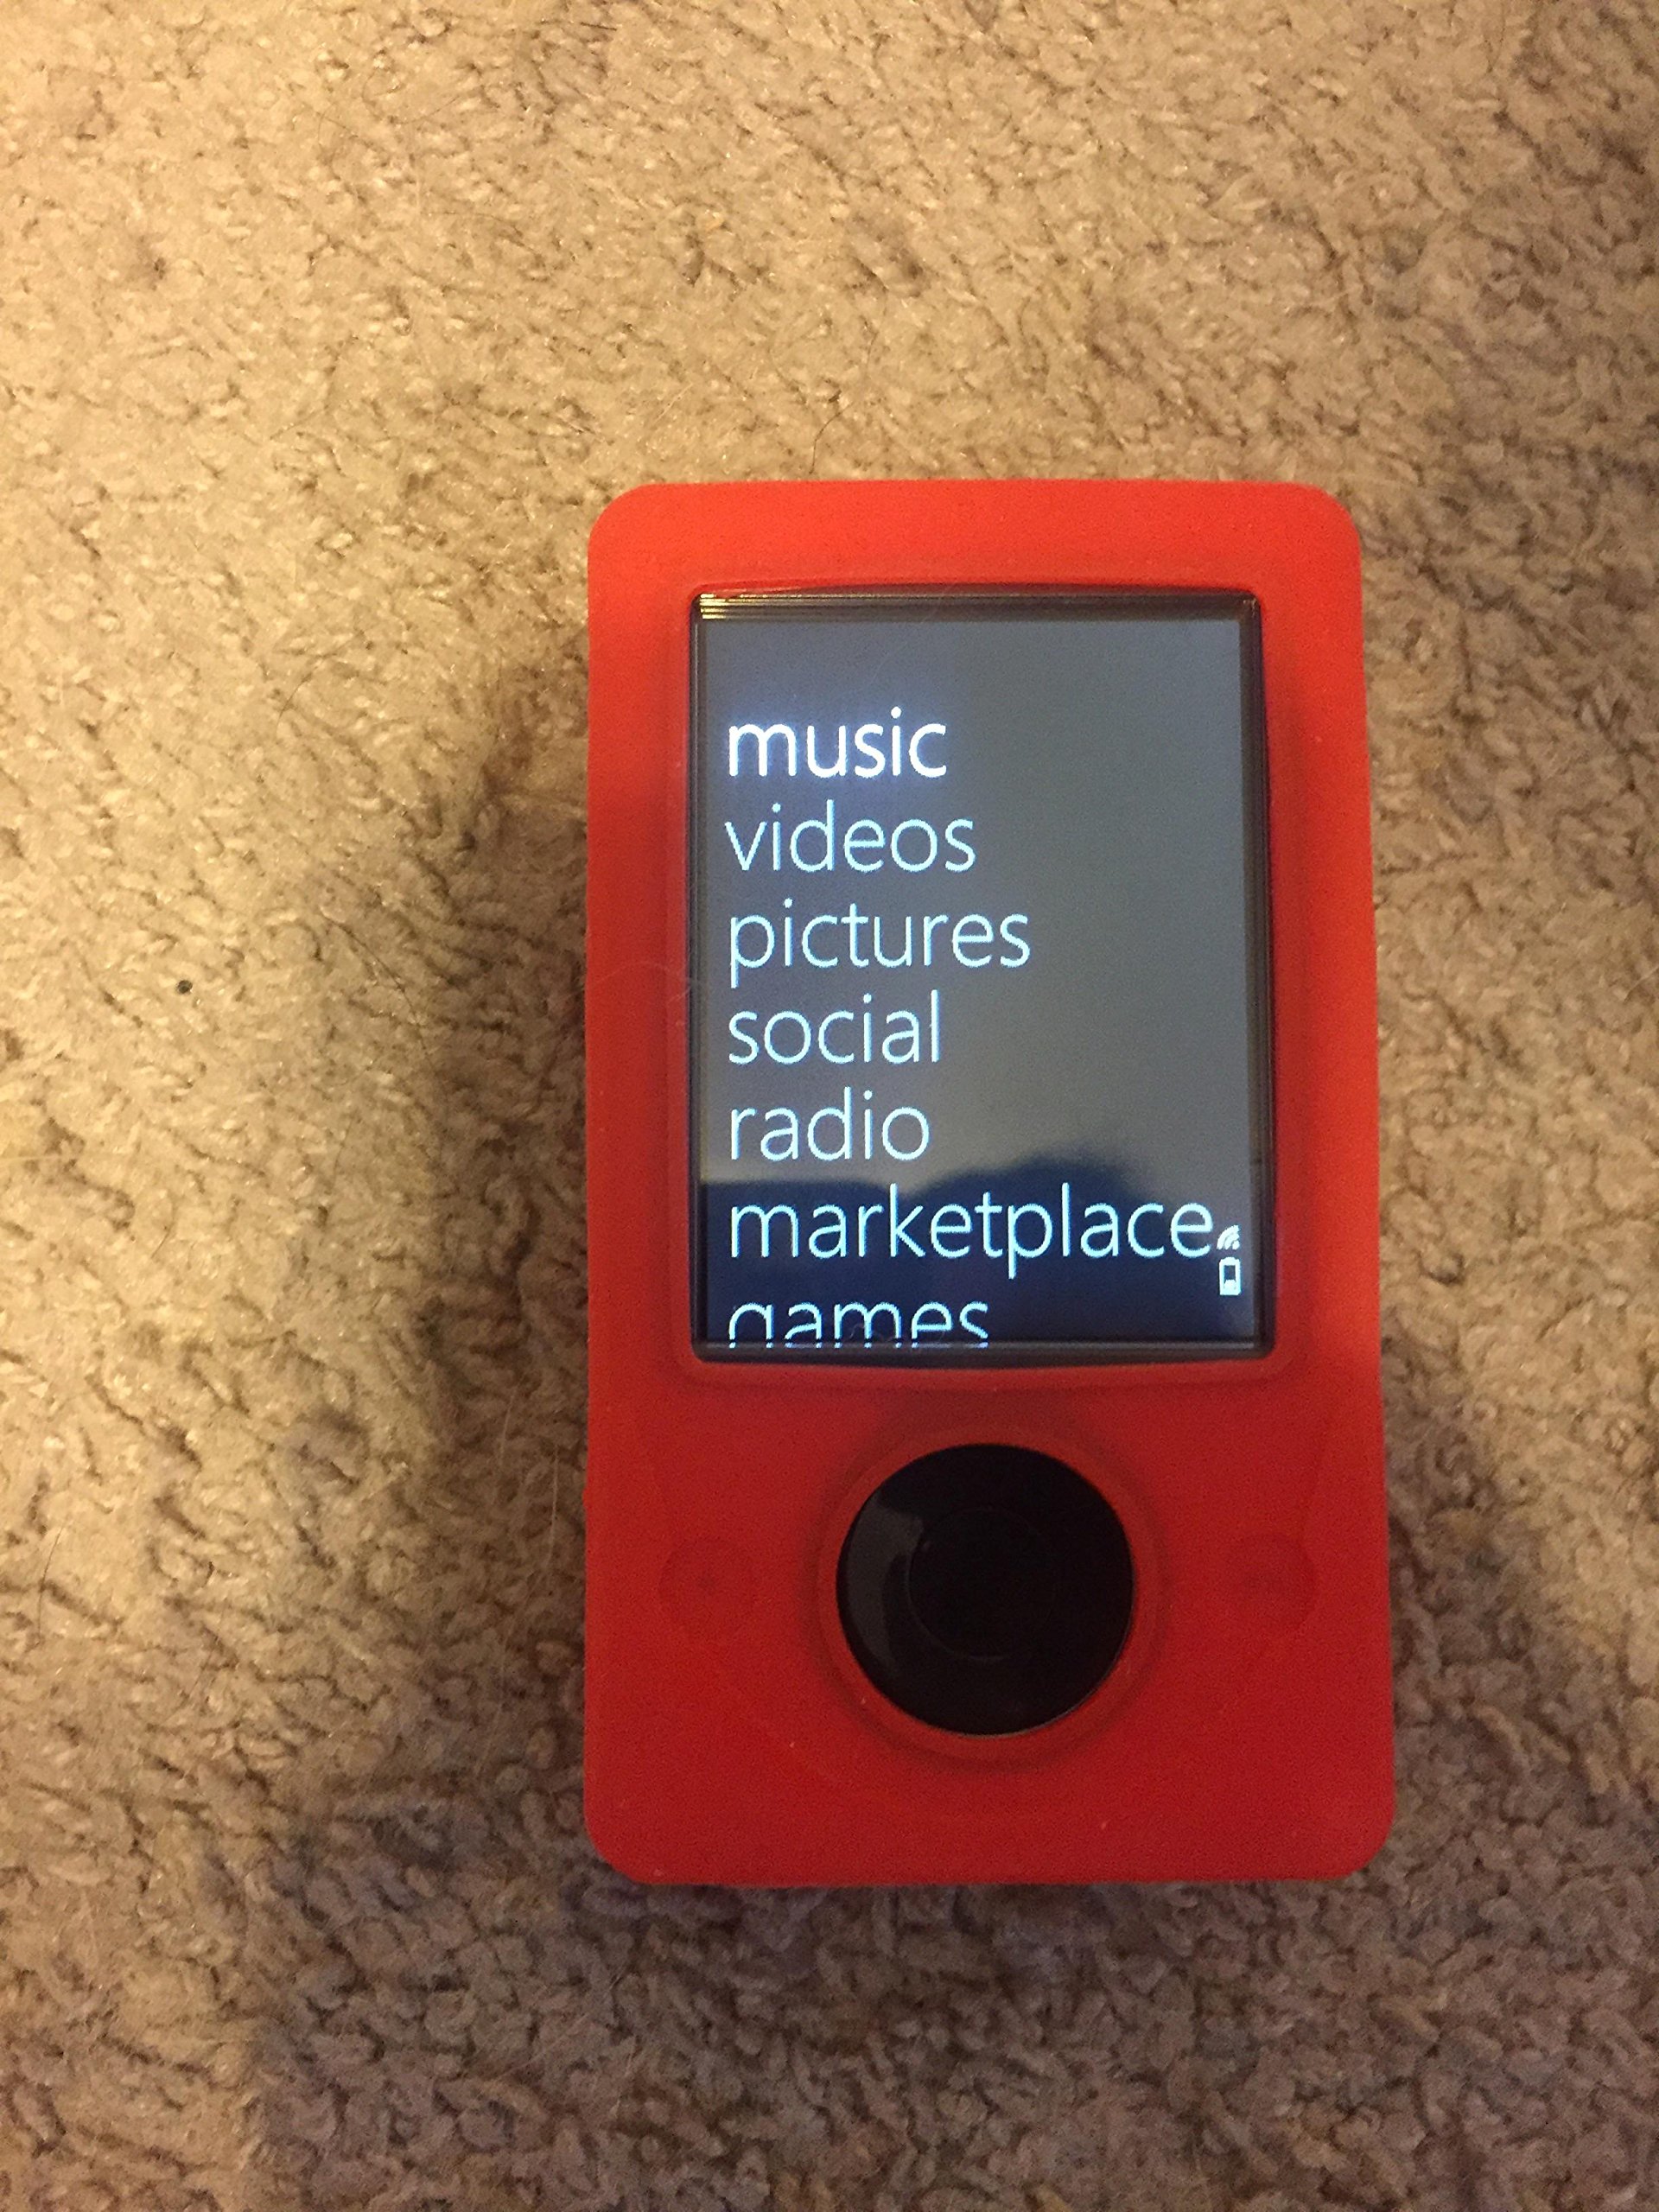 music
videos
pictures
social
radio
marketplace
games